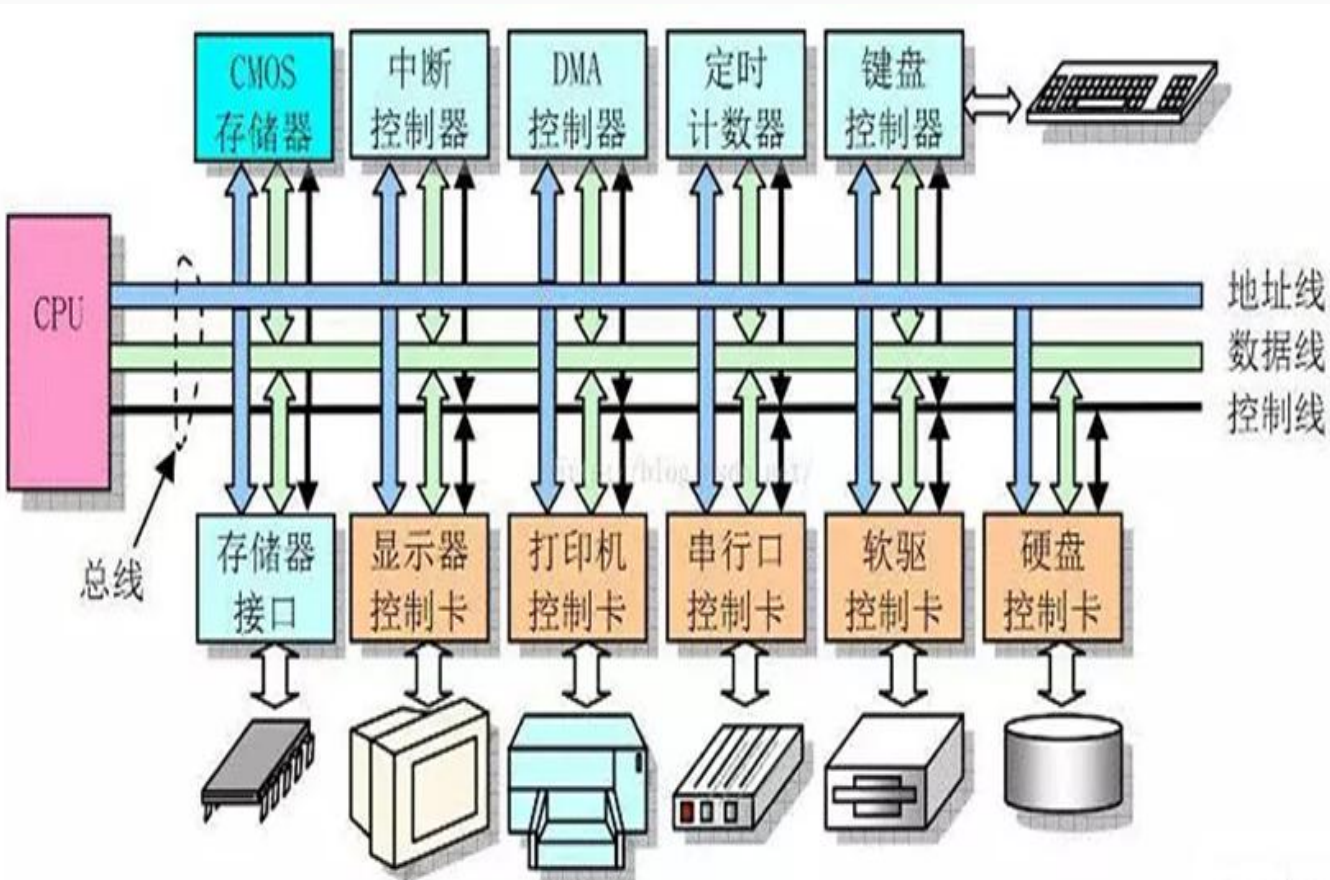 CMOS
存储器
中断
控制器
DMA
控制器
定时
计数器
键盘
控制器
CPU
地址线
数据线
控制线
总线
存储器
接口
显示器
控制卡
打印机
控制卡
串行口
控制卡
软驱
控制卡
硬盘
控制卡